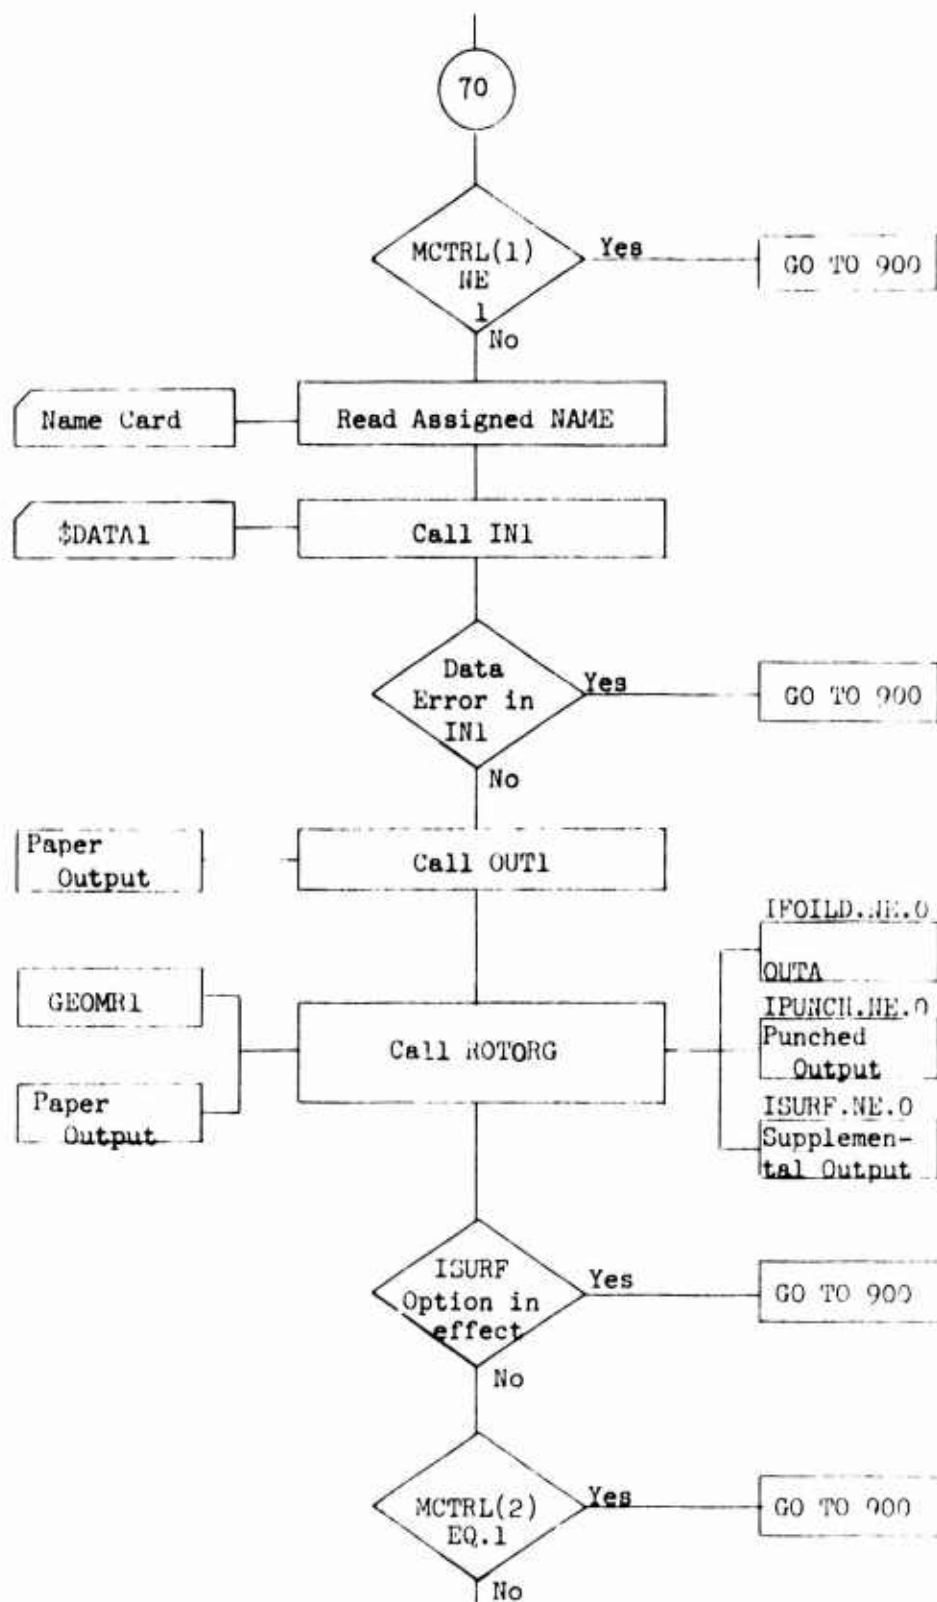 70
MCTRL(1)
NE
1
Yes
GO TO 900
No
Name Card
Read Assigned NAME
$DATA1
Call IN1
Data
Error in
IN1
Yes
GO TO 900
No
Paper
Output
Call OUT1
IFOILD.NE.0
OUTA
GEOMR1
IPUNCH.NE.0
Punched
Output
Call ROTORG
Paper
Output
ISURF.NE.0
Supplemen-
tal Output
ISURF
Option in
effect
Yes
GO TO 900
No
MCTRL(2)
EQ.1
Yes
GO TO 900
No